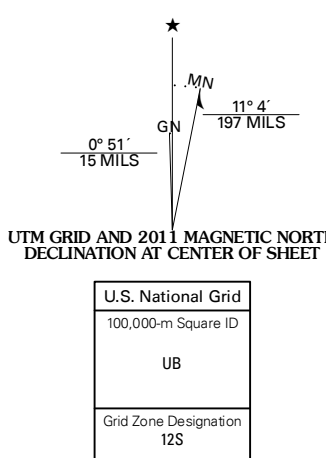 ★
MN
GN
11° 4´
197 MILS
0° 51´
15 MILS
UTM GRID AND 2011 MAGNETIC NORTH
DECLINATION AT CENTER OF SHEET
U.S. National Grid
100,000-m Square ID
UB
Grid Zone Designation
12S